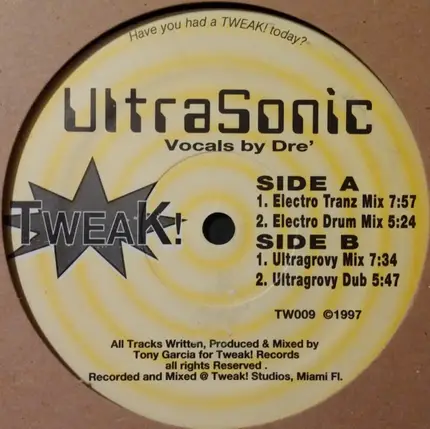 Have you had a TWEAK! today?
UltraSonic
Vocals by Dre'
TWEAK!
SIDE A
1. Electro Tranz Mix 7:57
2. Electro Drum Mix 5:24
SIDE B
1. Ultragrovy Mix 7:34
2. Ultragrovy Dub 5:47
TW009 ©1997
All Tracks Written, Produced & Mixed by
Tony Garcia for Tweak! Records
all rights Reserved .
Recorded and Mixed @ Tweak! Studios, Miami Fl.